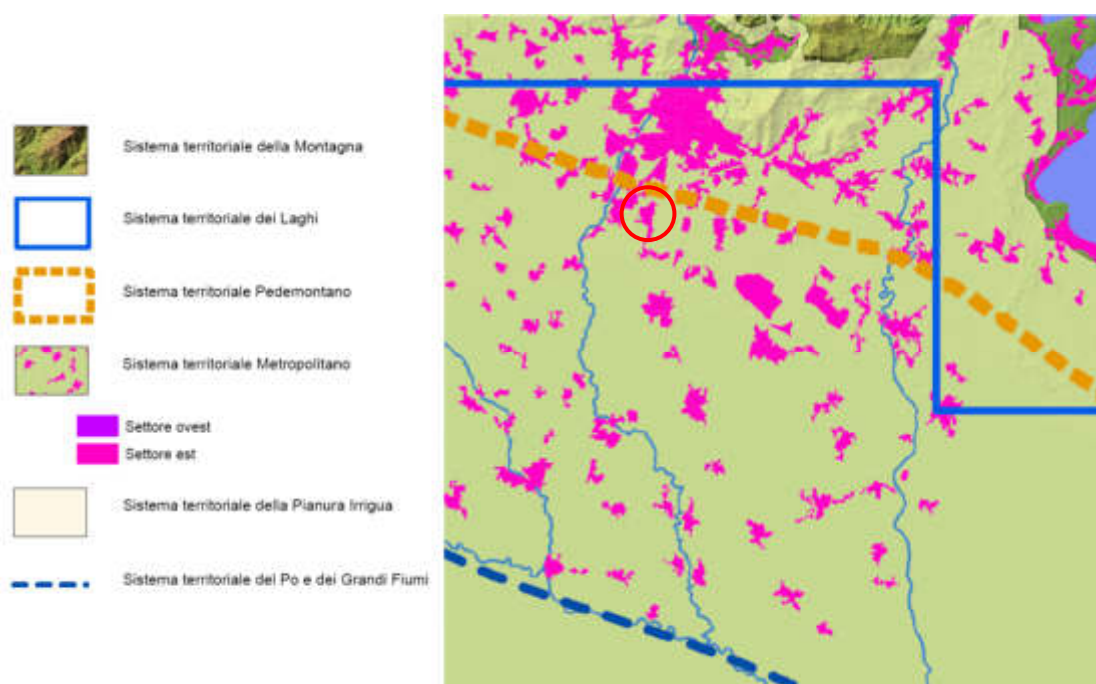 Sistema territoriale della Montagna
Sistema territoriale dei Laghi
Sistema territoriale Pedemontano
Sistema territoriale Metropolitano
Settore ovest
Settore est
Sistema territoriale della Pianura Irrigua
Sistema territoriale del Po e dei Grandi Fiumi